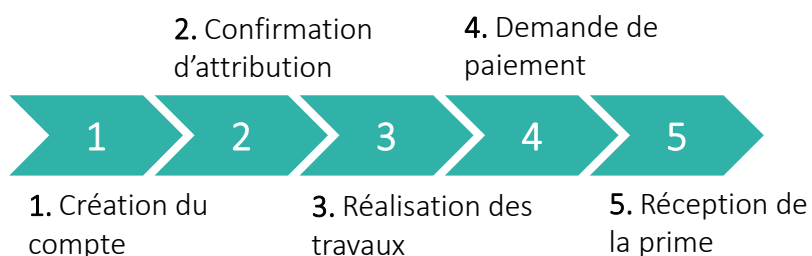 2. Confirmation
d’attribution
4. Demande de
paiement
1
2
3
4
5
1. Création du
compte
3. Réalisation des
travaux
5. Réception de
la prime